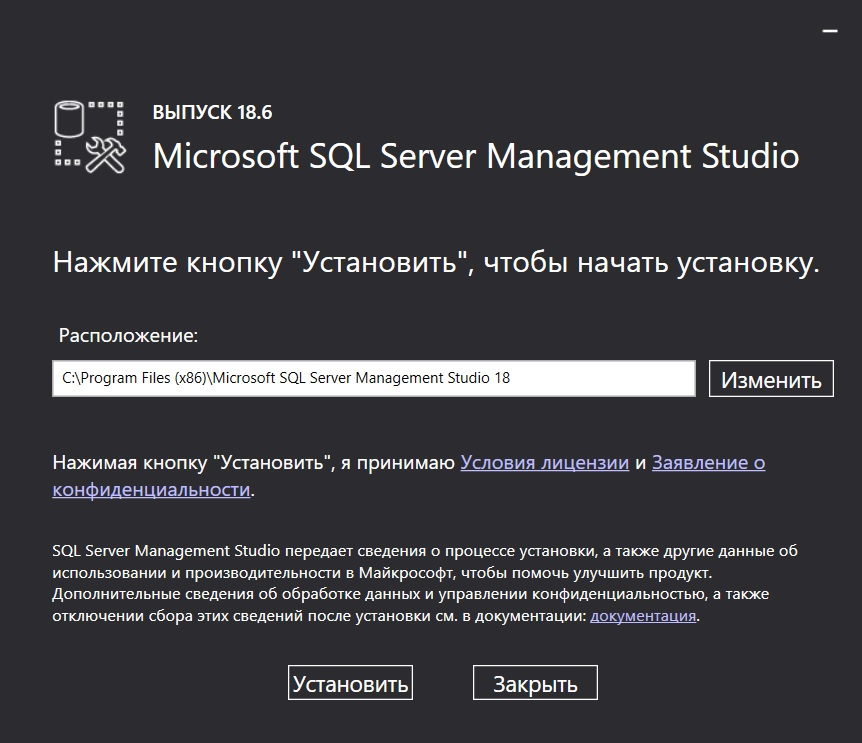 ВЫПУСК 18.6
Microsoft SQL Server Management Studio
Нажмите кнопку "Установить", чтобы начать установку.
Расположение:
C:\Program Files (x86)\Microsoft SQL Server Management Studio 18
Изменить
Нажимая кнопку "Установить", я принимаю Условия лицензии и Заявление о
конфиденциальности.
SQL Server Management Studio передает сведения о процессе установки, а также другие данные об
использовании и производительности в Майкрософт, чтобы помочь улучшить продукт.
Дополнительные сведения об обработке данных и управлении конфиденциальностью, а также
отключении сбора этих сведений после установки см. в документации: документация.
Установить
Закрыть